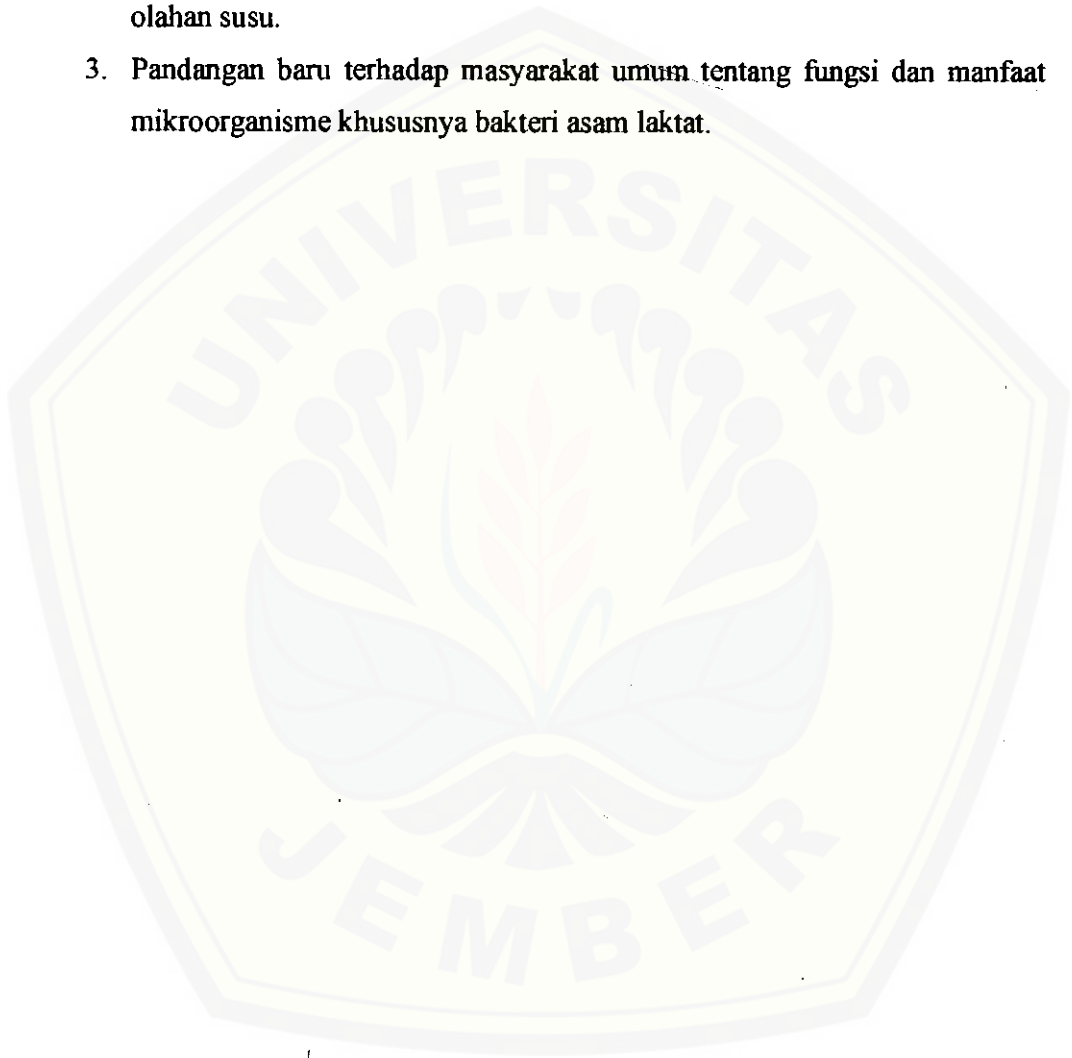 olahan susu.
3. Pandangan baru terhadap masyarakat umum tentang fungsi dan manfaat
mikroorganisme khususnya bakteri asam laktat.
UNIVERSITAS
JEMBER